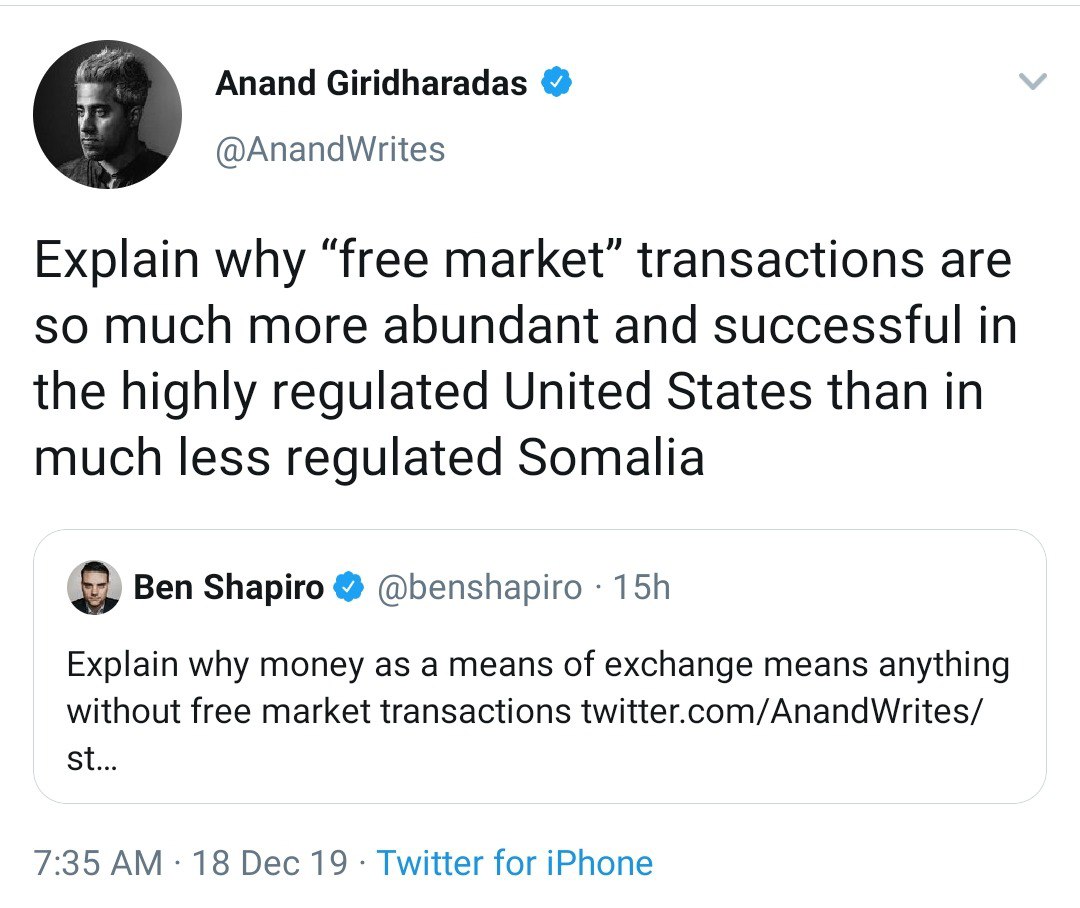 Anand Giridharadas
@AnandWrites
Explain why “free market” transactions are
so much more abundant and successful in
the highly regulated United States than in
much less regulated Somalia
Ben Shapiro @benshapiro · 15h
Explain why money as a means of exchange means anything
without free market transactions twitter.com/AnandWrites/
st…
7:35 AM · 18 Dec 19 · Twitter for iPhone